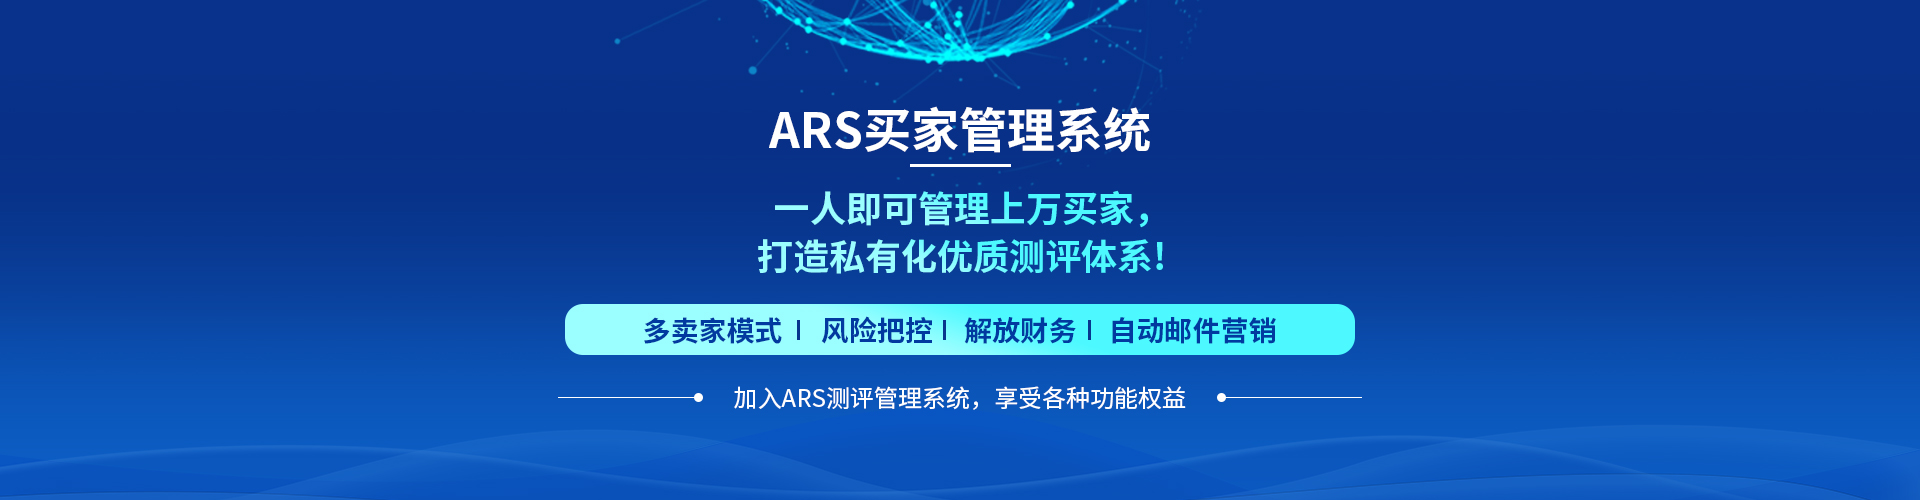 ARS买家管理系统
一人即可管理上万买家，
打造私有化优质测评体系!
多卖家模式 | 风险把控 | 解放财务 | 自动邮件营销
加入ARS测评管理系统，享受各种功能权益